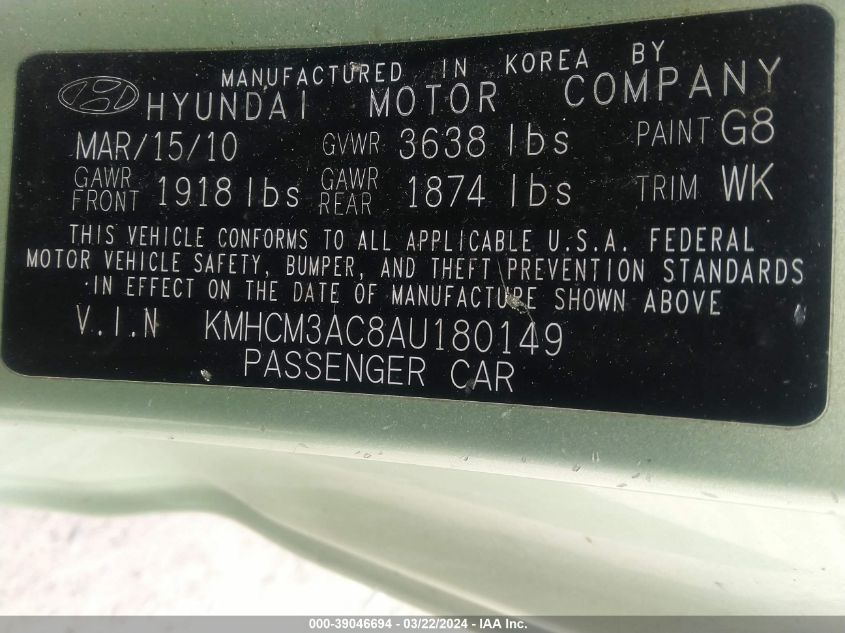 MANUFACTURED IN KOREA BY
HYUNDAI MOTOR COMPANY
MAR/15/10 GVWR 3638 lbs PAINT G8
GAWR FRONT 1918 lbs GAWR REAR 1874 lbs TRIM WK
THIS VEHICLE CONFORMS TO ALL APPLICABLE U.S.A. FEDERAL
MOTOR VEHICLE SAFETY, BUMPER, AND THEFT PREVENTION STANDARDS
IN EFFECT ON THE DATE OF MANUFACTURE SHOWN ABOVE
V.I.N KMHCM3AC8AU180149
PASSENGER CAR
000-39046694 - 03/22/2024 - IAA Inc.